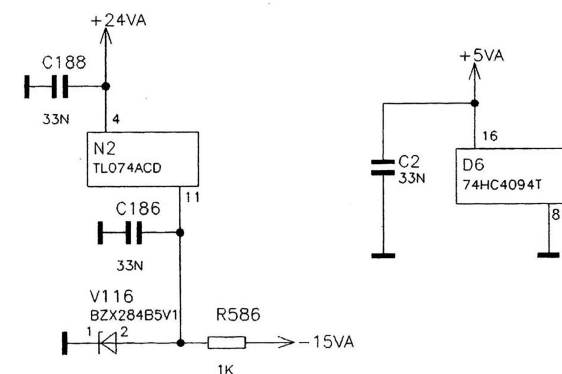 +24VA
C188
33N
4
N2
TL074ACD
11
C186
33N
V116
BZX284B5V1
1
2
R586
-15VA
1K
+5VA
16
C2
33N
D6
74HC4094T
8